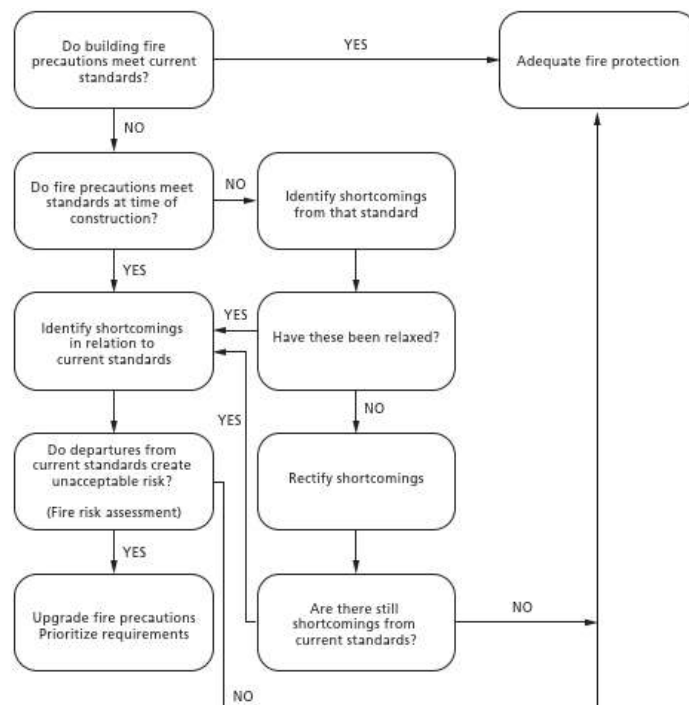 Do building fire
precautions meet current
standards?
YES
Adequate fire protection
NO
Do fire precautions meet
standards at time of
construction?
NO
Identify shortcomings
from that standard
YES
Identify shortcomings
in relation to
current standards
YES
Have these been relaxed?
YES
NO
Do departures from
current standards create
unacceptable risk?
(Fire risk assessment)
Rectify shortcomings
YES
Upgrade fire precautions
Prioritize requirements
Are there still
shortcomings from
current standards?
NO
NO